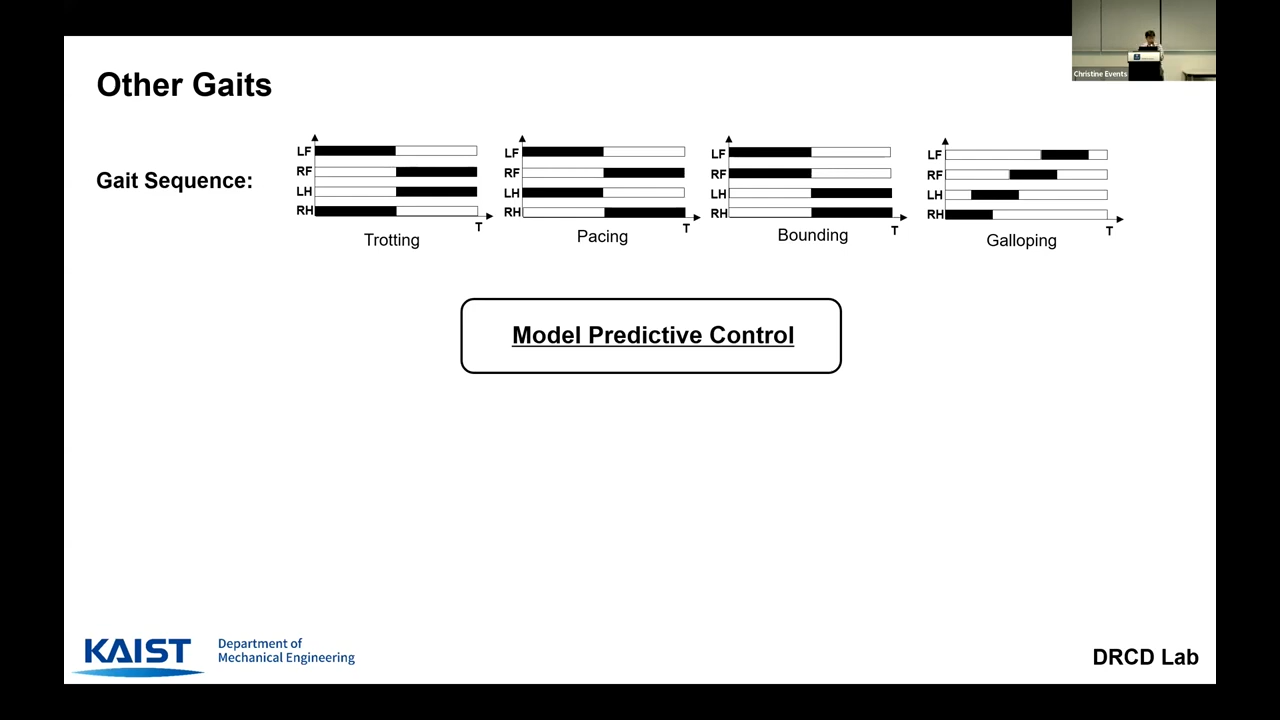 Christine Events
Other Gaits
Gait Sequence:
LF
RF
LH
RH
T
Trotting
LF
RF
LH
RH
T
Pacing
LF
RF
LH
RH
T
Bounding
LF
RF
LH
RH
T
Galloping
Model Predictive Control
KAIST
Department of
Mechanical Engineering
DRCD Lab